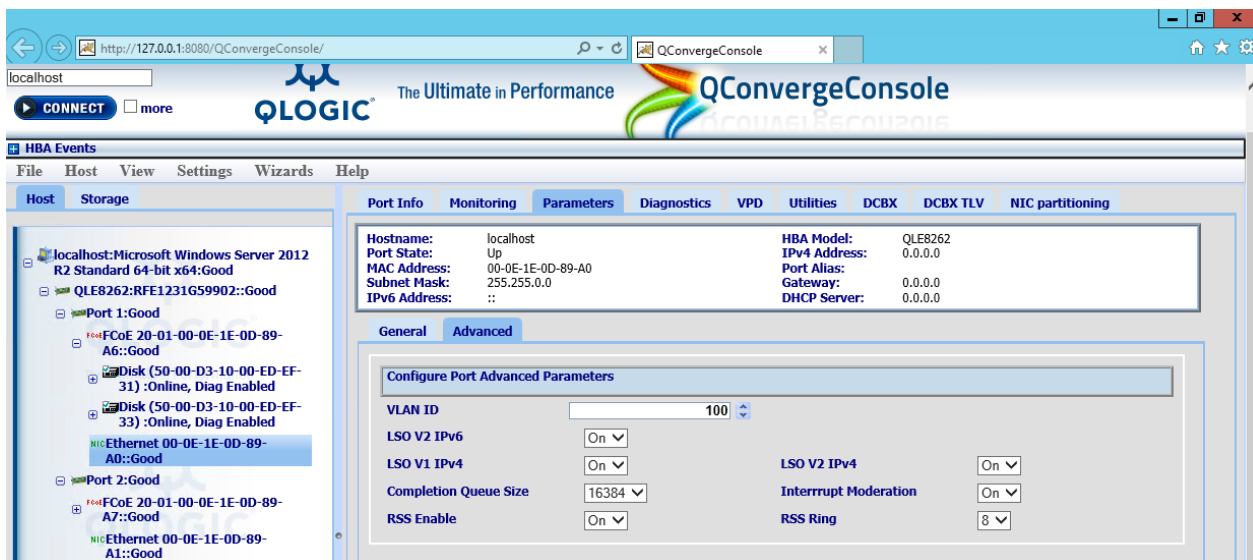 http://127.0.0.1:8080/QConvergeConsole/
QConvergeConsole
localhost
CONNECT more
QLOGIC
The Ultimate in Performance
QConvergeConsole
HBA Events
File Host View Settings Wizards Help
Host Storage
Port Info Monitoring Parameters Diagnostics VPD Utilities DCBX DCBX TLV NIC partitioning
localhost:Microsoft Windows Server 2012
R2 Standard 64-bit x64:Good
QLE8262:RFE1231G59902::Good
Port 1:Good
FCoE FCoE 20-01-00-0E-1E-0D-89-
A6::Good
Disk (50-00-D3-10-00-ED-EF-
31) :Online, Diag Enabled
Disk (50-00-D3-10-00-ED-EF-
33) :Online, Diag Enabled
NIC Ethernet 00-0E-1E-0D-89-
A0::Good
Port 2:Good
FCoE FCoE 20-01-00-0E-1E-0D-89-
A7::Good
NIC Ethernet 00-0E-1E-0D-89-
A1::Good
Hostname: localhost HBA Model: QLE8262
Port State: Up IPv4 Address: 0.0.0.0
MAC Address: 00-0E-1E-0D-89-A0 Port Alias:
Subnet Mask: 255.255.0.0 Gateway: 0.0.0.0
IPv6 Address: :: DHCP Server: 0.0.0.0
General Advanced
Configure Port Advanced Parameters
VLAN ID 100
LSO V2 IPv6 On
LSO V1 IPv4 On LSO V2 IPv4 On
Completion Queue Size 16384 Interrrupt Moderation On
RSS Enable On RSS Ring 8